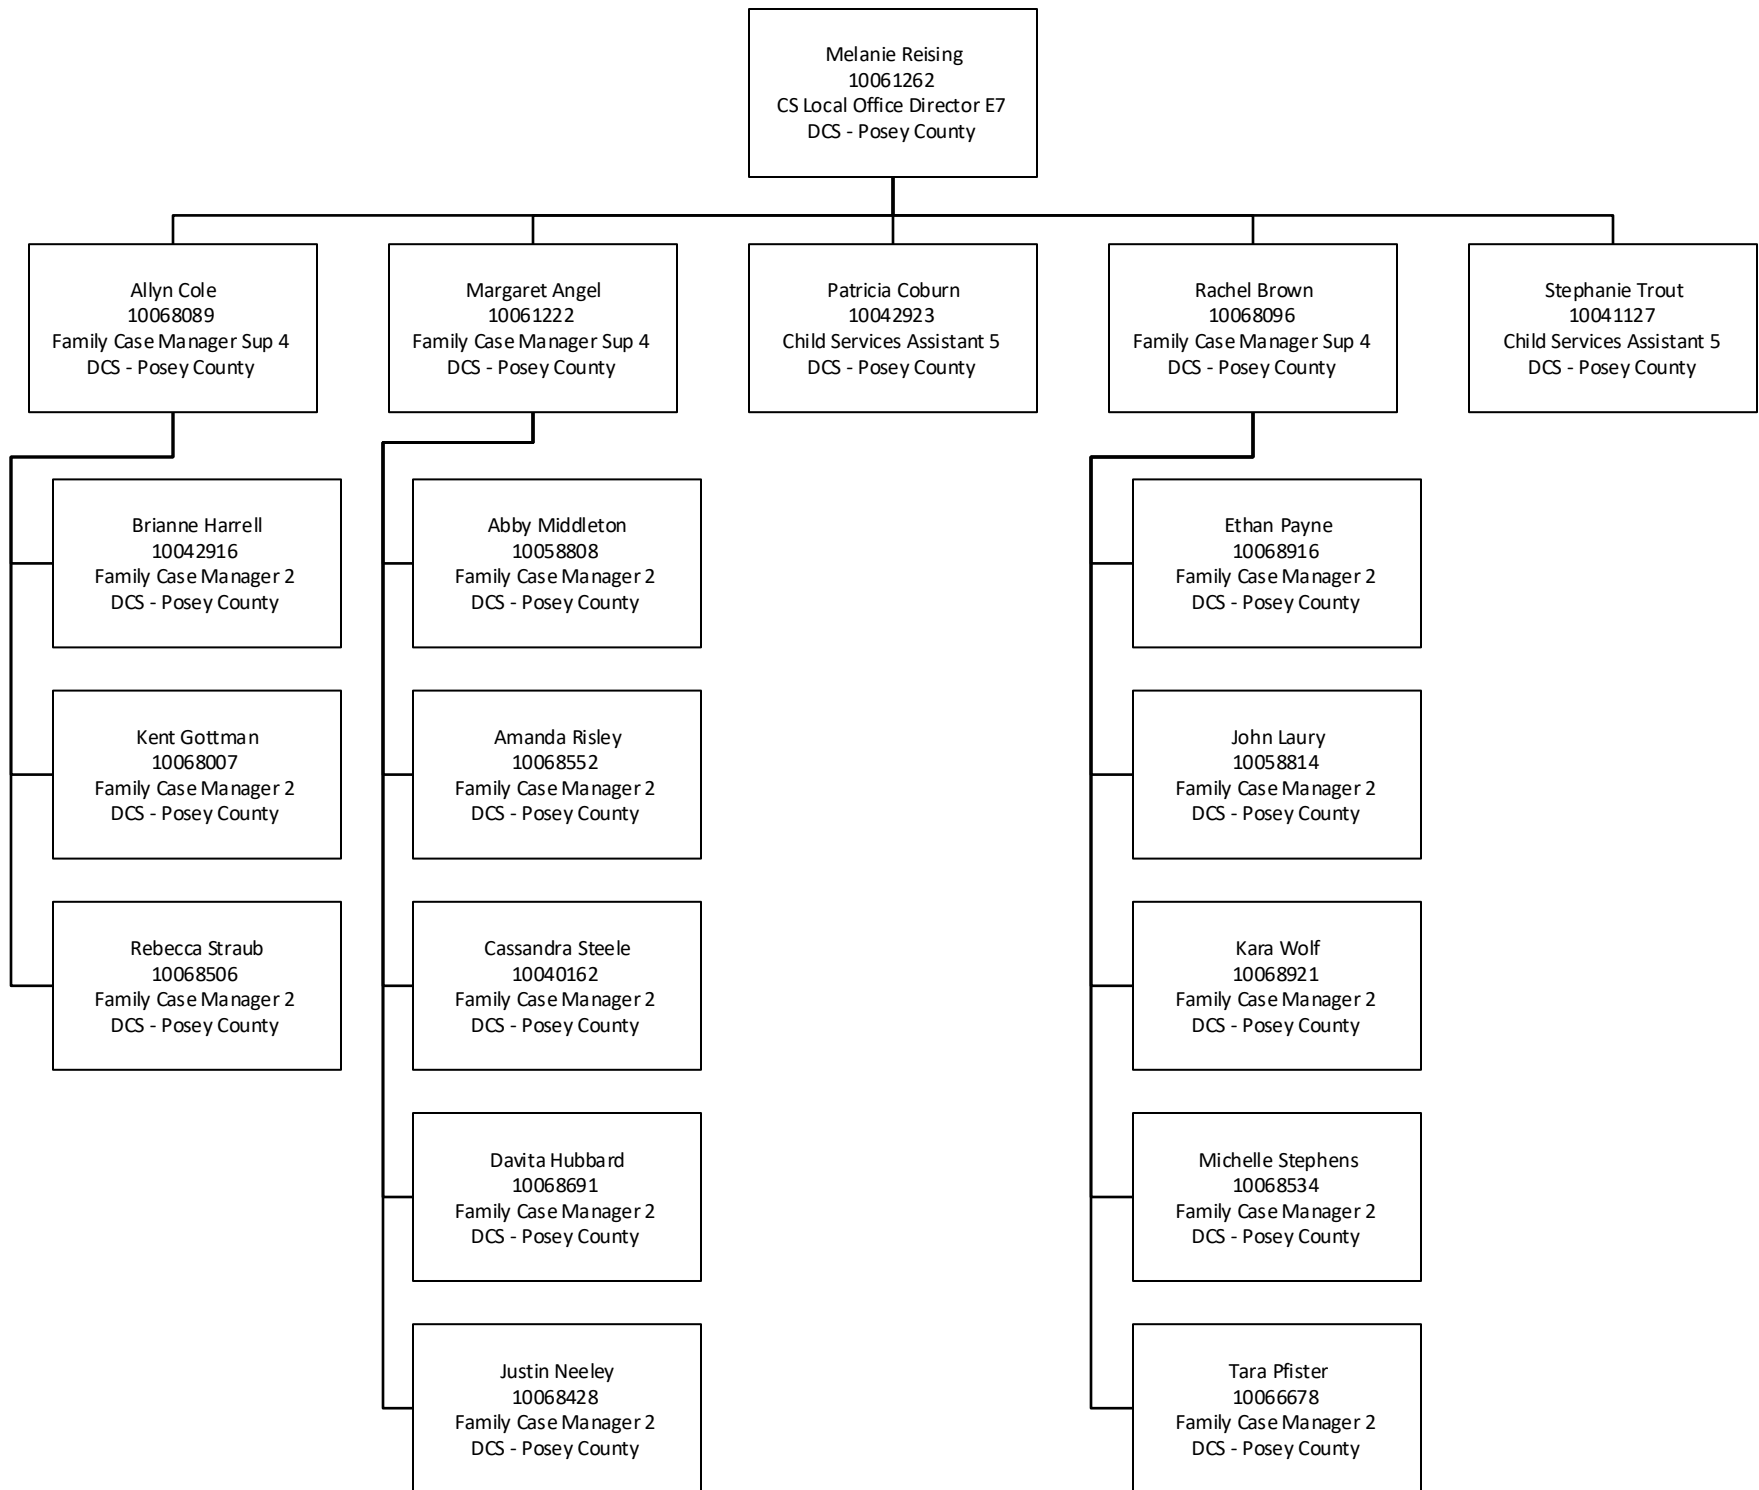 Melanie Reising
10061262
CS Local Office Director E7
DCS - Posey County
Allyn Cole
10068089
Family Case Manager Sup 4
DCS - Posey County
Margaret Angel
10061222
Family Case Manager Sup 4
DCS - Posey County
Patricia Coburn
10042923
Child Services Assistant 5
DCS - Posey County
Rachel Brown
10068096
Family Case Manager Sup 4
DCS - Posey County
Stephanie Trout
10041127
Child Services Assistant 5
DCS - Posey County
Brianne Harrell
10042916
Family Case Manager 2
DCS - Posey County
Kent Gottman
10068007
Family Case Manager 2
DCS - Posey County
Rebecca Straub
10068506
Family Case Manager 2
DCS - Posey County
Abby Middleton
10058808
Family Case Manager 2
DCS - Posey County
Amanda Risley
10068552
Family Case Manager 2
DCS - Posey County
Cassandra Steele
10040162
Family Case Manager 2
DCS - Posey County
Davita Hubbard
10068691
Family Case Manager 2
DCS - Posey County
Justin Neeley
10068428
Family Case Manager 2
DCS - Posey County
Ethan Payne
10068916
Family Case Manager 2
DCS - Posey County
John Laury
10058814
Family Case Manager 2
DCS - Posey County
Kara Wolf
10068921
Family Case Manager 2
DCS - Posey County
Michelle Stephens
10068534
Family Case Manager 2
DCS - Posey County
Tara Pfister
10066678
Family Case Manager 2
DCS - Posey County